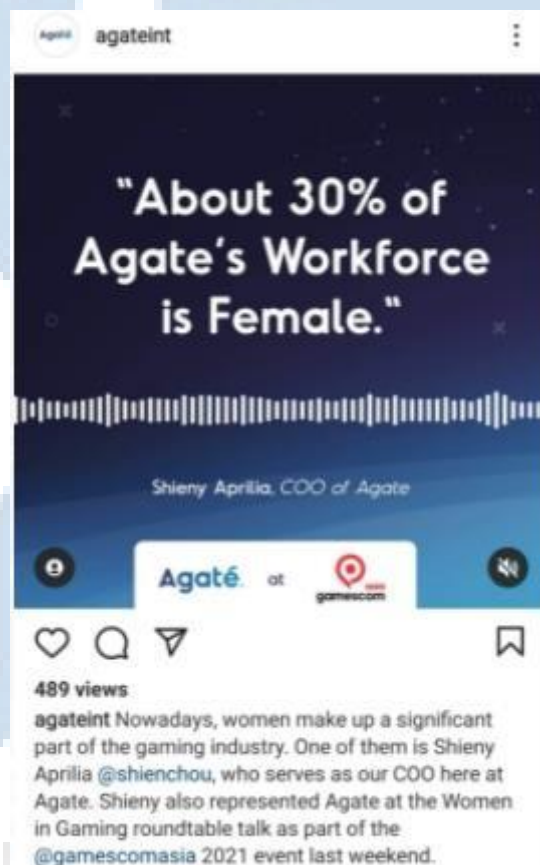 Agaté agateint
"About 30% of
Agate's Workforce
is Female."
Shieny Aprilia, COO of Agate
Agaté at gamescom asia
489 views
agateint Nowadays, women make up a significant
part of the gaming industry. One of them is Shieny
Aprilia @shienchou, who serves as our COO here at
Agate. Shieny also represented Agate at the Women
in Gaming roundtable talk as part of the
@gamescomasia 2021 event last weekend.